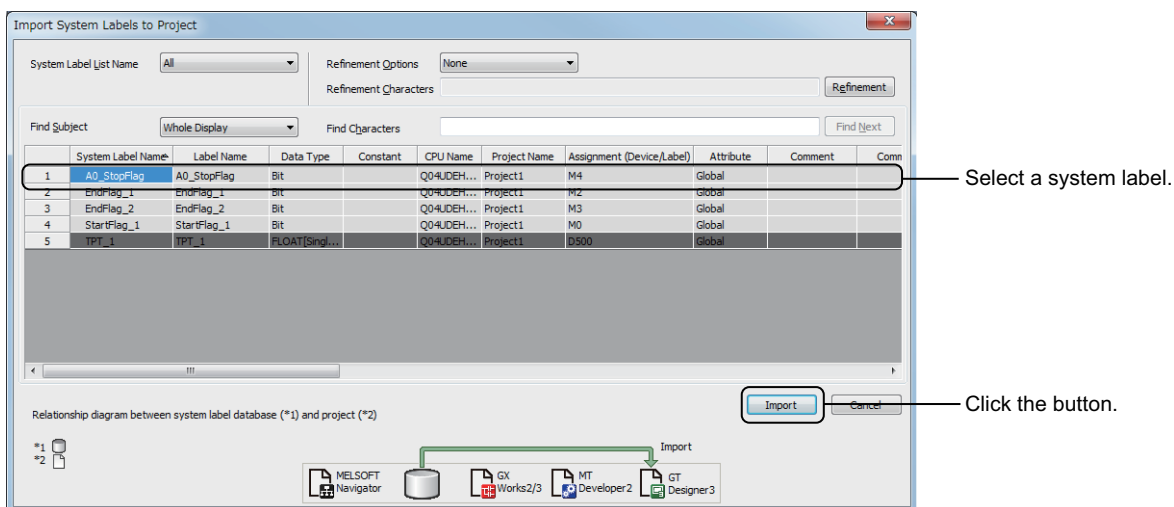 Import System Labels to Project
System Label List Name All Refinement Options None
Refinement Characters Refinement
Find Subject Whole Display Find Characters Find Next
System Label Name Label Name Data Type Constant CPU Name Project Name Assignment (Device/Label) Attribute Comment Comm
1 A0_StopFlag A0_StopFlag Bit Q04UDEH... Project1 M4 Global
Select a system label.
2 EndFlag_1 EndFlag_1 Bit Q04UDEH... Project1 M2 Global
3 EndFlag_2 EndFlag_2 Bit Q04UDEH... Project1 M3 Global
4 StartFlag_1 StartFlag_1 Bit Q04UDEH... Project1 M0 Global
5 TPT_1 TPT_1 FLOAT[Singl... Q04UDEH... Project1 D500 Global
Import Cancel
Click the button.
Relationship diagram between system label database (*1) and project (*2)
*1
*2
Import
MELSOFT
Navigator
GX
Works2/3
MT
Developer2
GT
Designer3